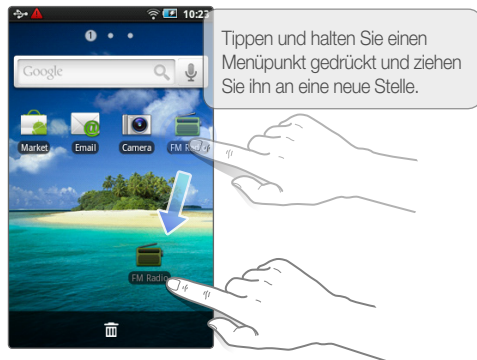 10:23
1
Google
Tippen und halten Sie einen
Menüpunkt gedrückt und ziehen
Sie ihn an eine neue Stelle.
Market Email Camera FM Radio
FM Radio